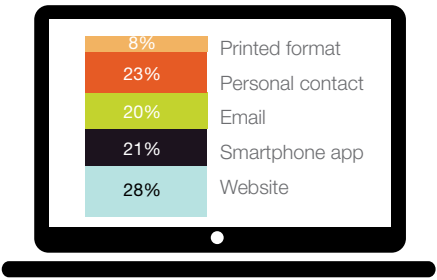 8% Printed format
23% Personal contact
20% Email
21% Smartphone app
28% Website